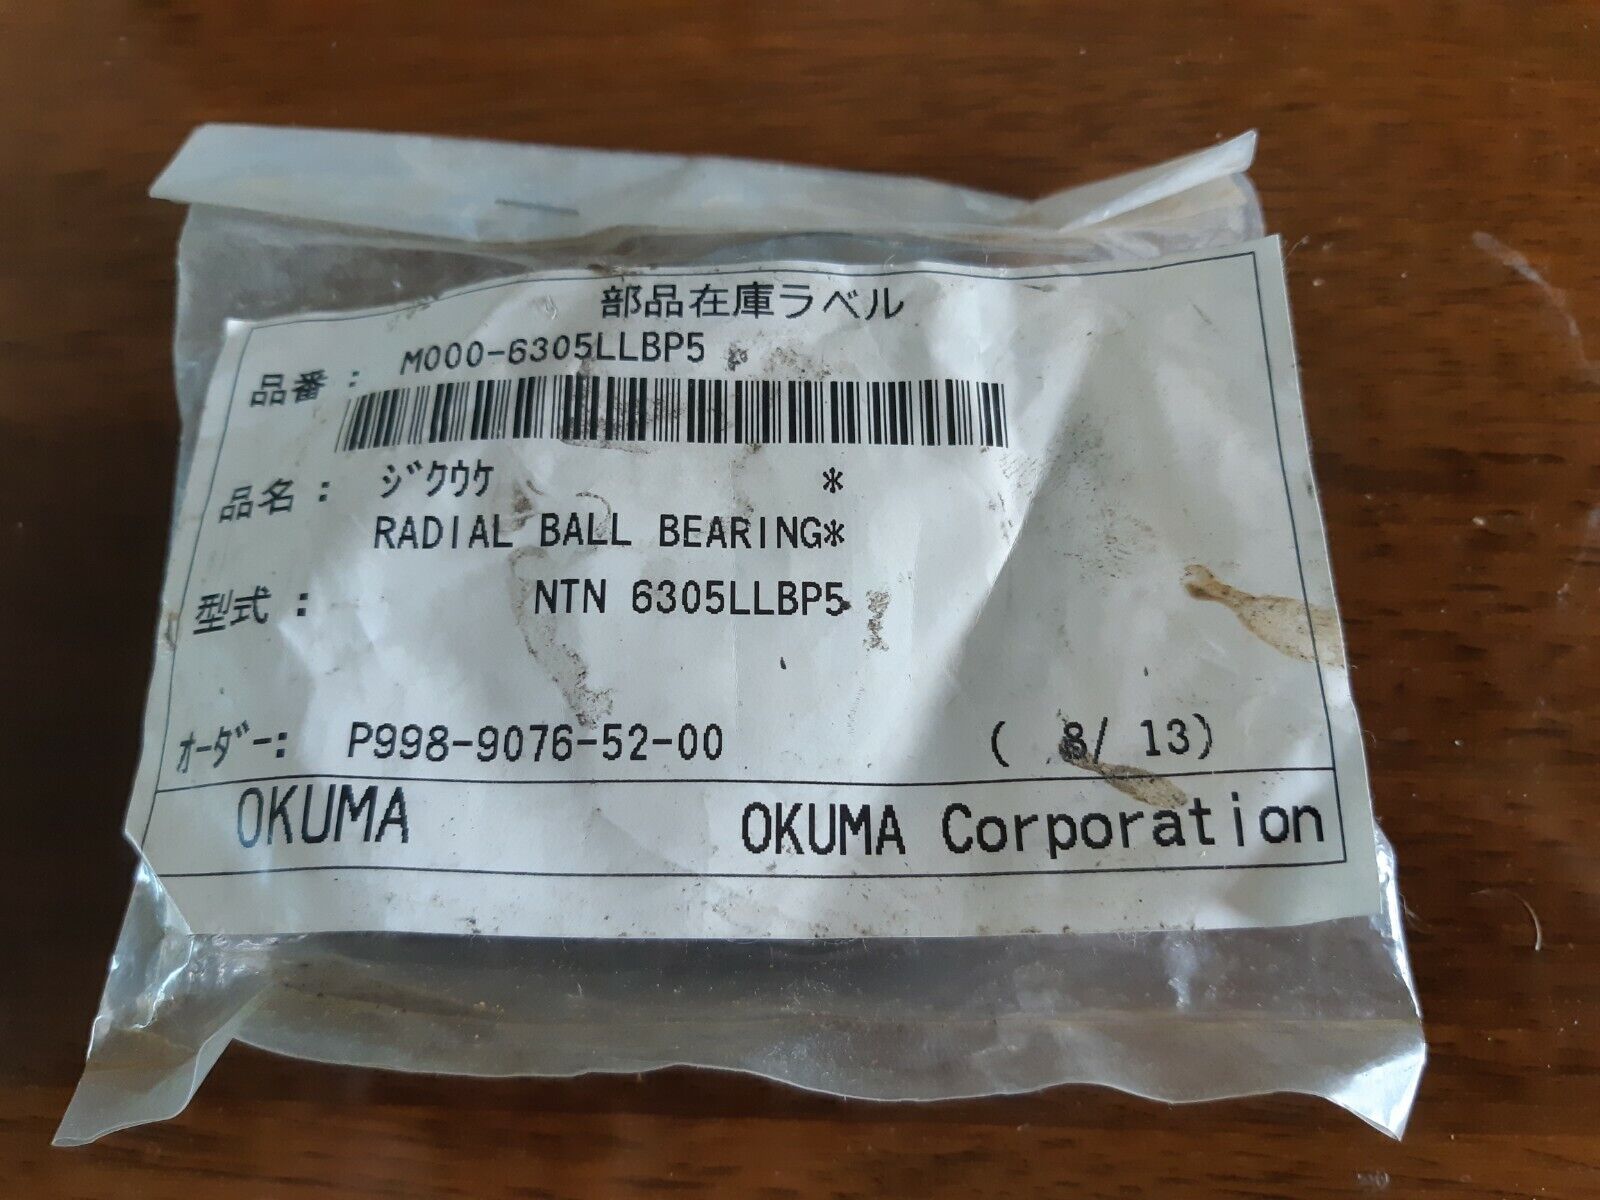 部品在庫ラベル
品番： M000-6305LLBP5
品名： ｼﾞｸｳｹ *
RADIAL BALL BEARING*
型式： NTN 6305LLBP5
ｵｰﾀﾞｰ: P998-9076-52-00 ( 8/ 13)
OKUMA OKUMA Corporation